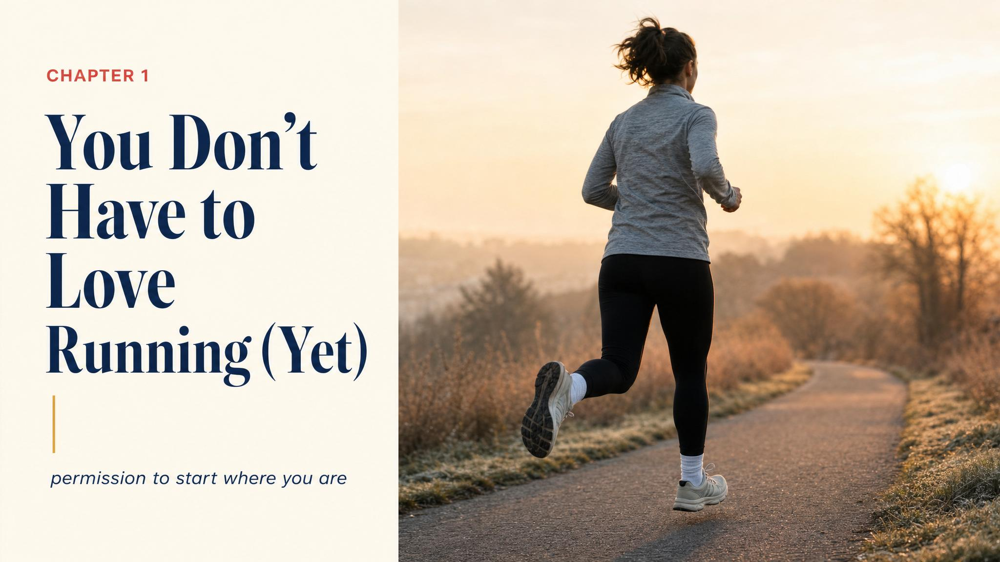 CHAPTER 1
You Don’t
Have to
Love
Running (Yet)
permission to start where you are